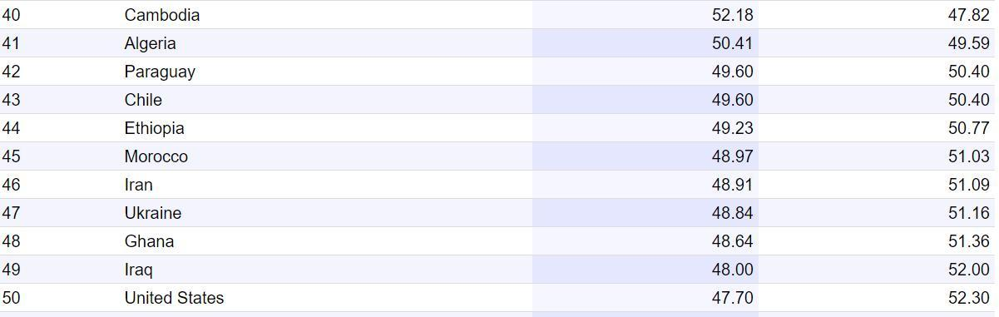 40 Cambodia 52.18 47.82
41 Algeria 50.41 49.59
42 Paraguay 49.60 50.40
43 Chile 49.60 50.40
44 Ethiopia 49.23 50.77
45 Morocco 48.97 51.03
46 Iran 48.91 51.09
47 Ukraine 48.84 51.16
48 Ghana 48.64 51.36
49 Iraq 48.00 52.00
50 United States 47.70 52.30